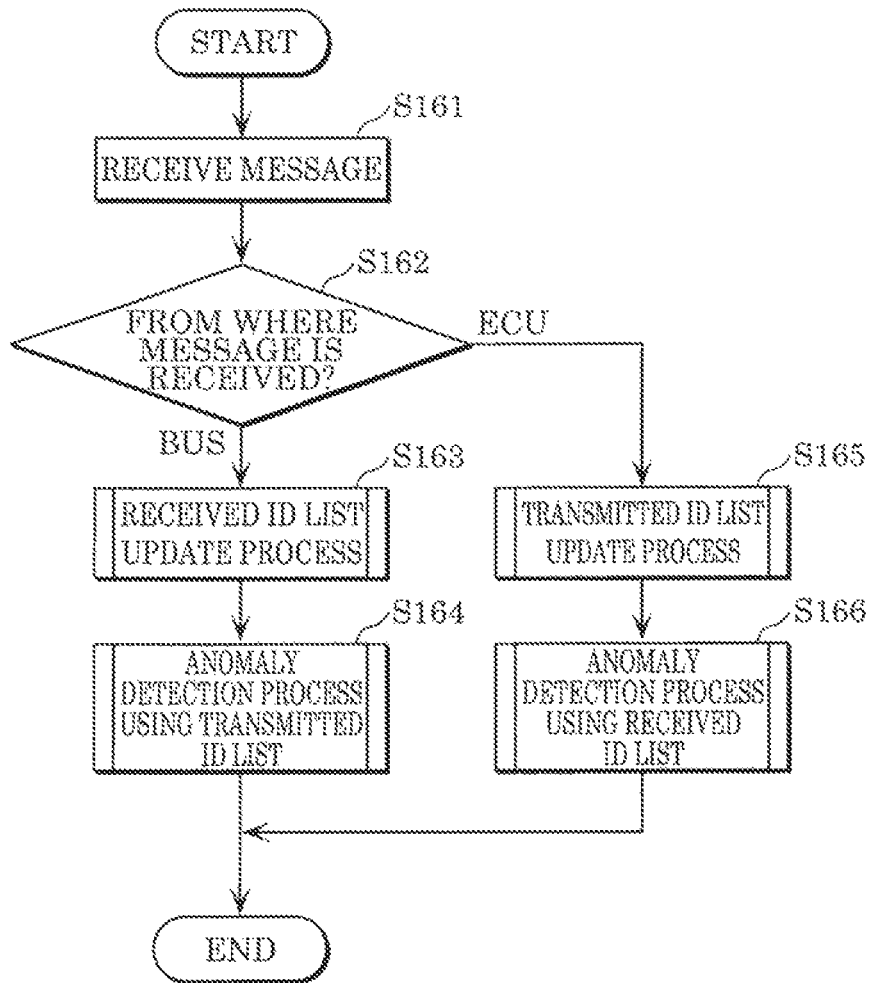 START
S161
RECEIVE MESSAGE
S162
FROM WHERE
MESSAGE IS
RECEIVED?
ECU
BUS
S163
RECEIVED ID LIST
UPDATE PROCESS
S165
TRANSMITTED ID LIST
UPDATE PROCESS
S164
ANOMALY
DETECTION PROCESS
USING TRANSMITTED
ID LIST
S166
ANOMALY
DETECTION PROCESS
USING RECEIVED
ID LIST
END